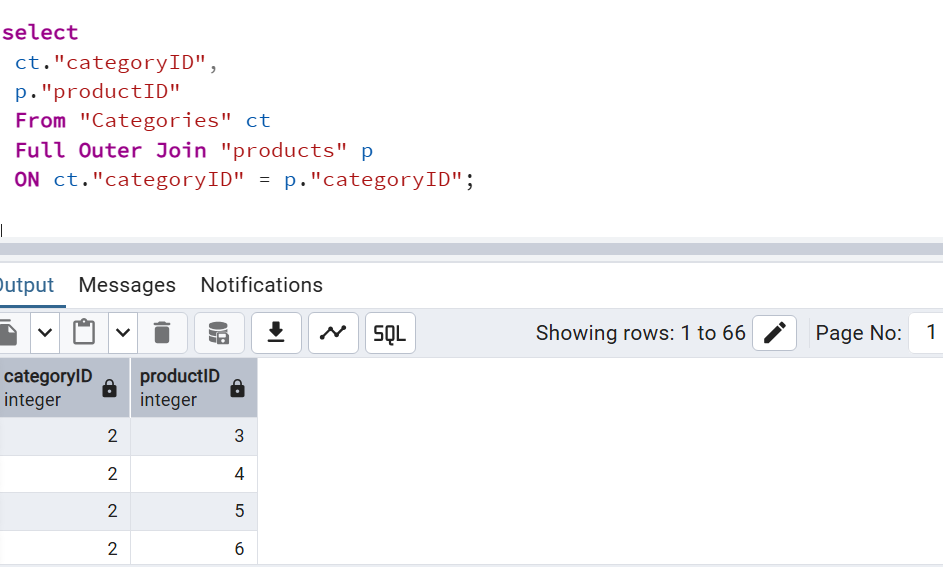 select
ct."categoryID",
p."productID"
From "Categories" ct
Full Outer Join "products" p
ON ct."categoryID" = p."categoryID";
Output Messages Notifications
SQL Showing rows: 1 to 66 Page No: 1
categoryID productID
integer integer
2 3
2 4
2 5
2 6